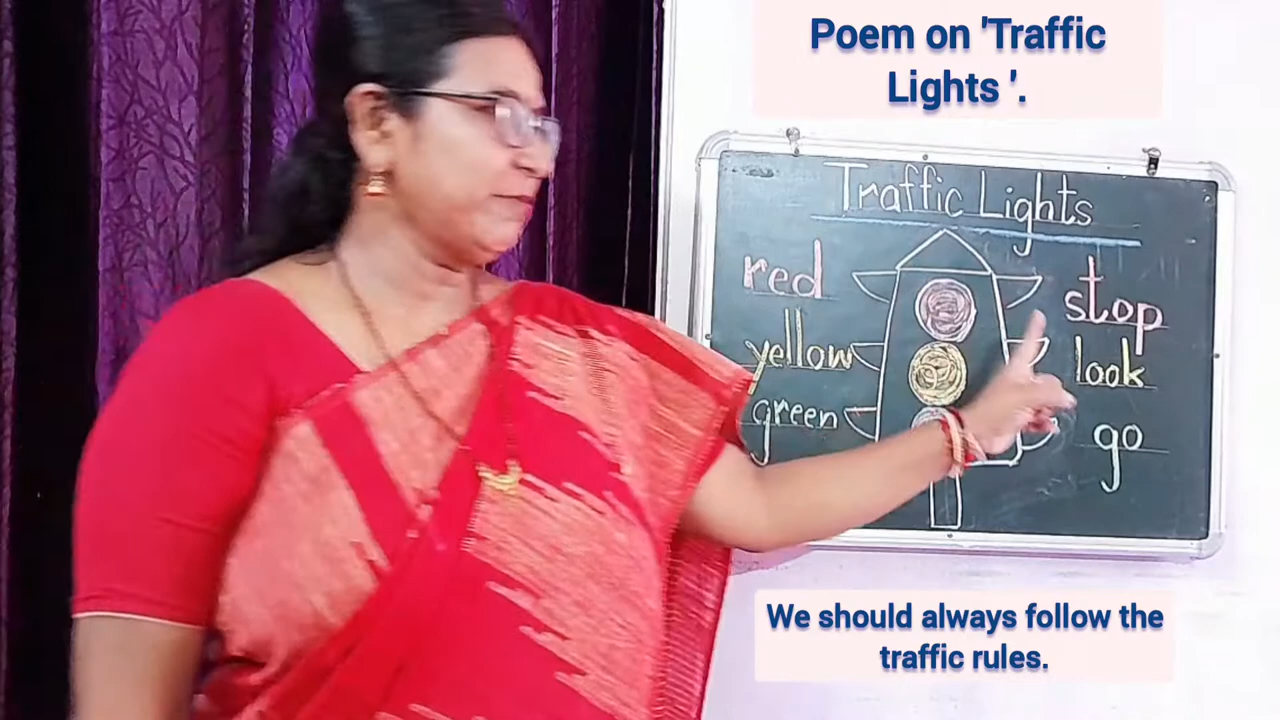 Poem on 'Traffic
Lights '.
Traffic Lights
red
stop
yellow
look
green
go
We should always follow the
traffic rules.